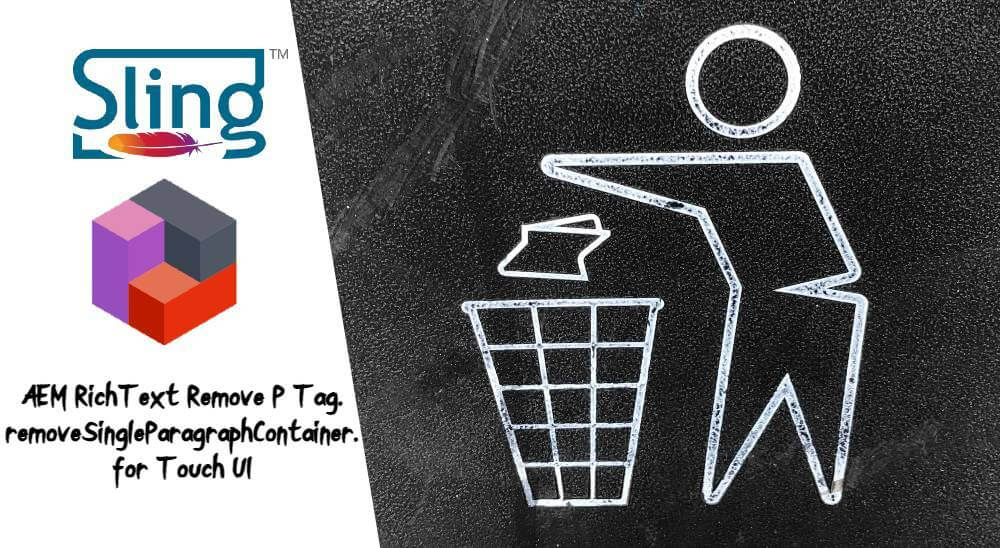 Sling™
AEM RichText Remove P Tag.
removeSingleParagraphContainer.
for Touch UI